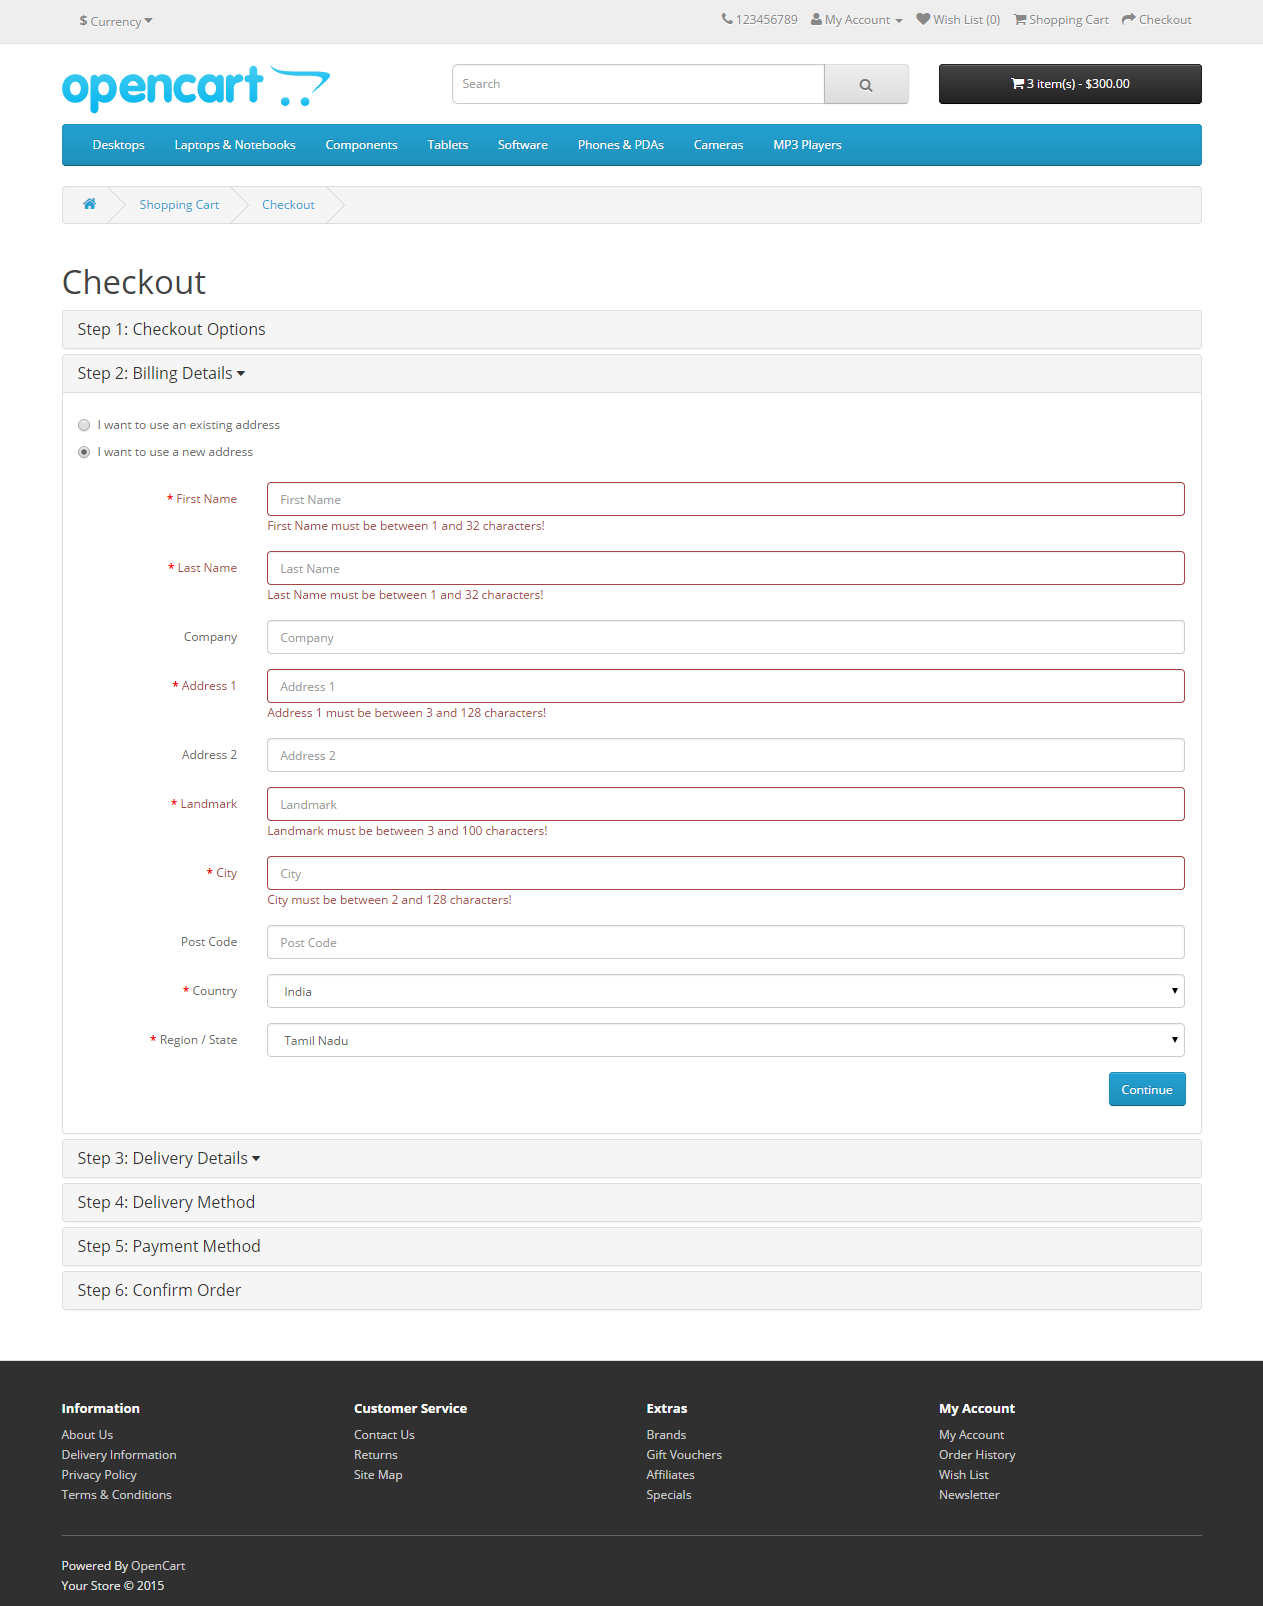 $ Currency
123456789 My Account Wish List (0) Shopping Cart Checkout
opencart
Search
3 item(s) - $300.00
Desktops Laptops & Notebooks Components Tablets Software Phones & PDAs Cameras MP3 Players
Shopping Cart Checkout
Checkout
Step 1: Checkout Options
Step 2: Billing Details
I want to use an existing address
I want to use a new address
* First Name First Name
First Name must be between 1 and 32 characters!
* Last Name Last Name
Last Name must be between 1 and 32 characters!
Company Company
* Address 1 Address 1
Address 1 must be between 3 and 128 characters!
Address 2 Address 2
* Landmark Landmark
Landmark must be between 3 and 100 characters!
* City City
City must be between 2 and 128 characters!
Post Code Post Code
* Country India
* Region / State Tamil Nadu
Continue
Step 3: Delivery Details
Step 4: Delivery Method
Step 5: Payment Method
Step 6: Confirm Order
Information
About Us
Delivery Information
Privacy Policy
Terms & Conditions
Customer Service
Contact Us
Returns
Site Map
Extras
Brands
Gift Vouchers
Affiliates
Specials
My Account
My Account
Order History
Wish List
Newsletter
Powered By OpenCart
Your Store © 2015